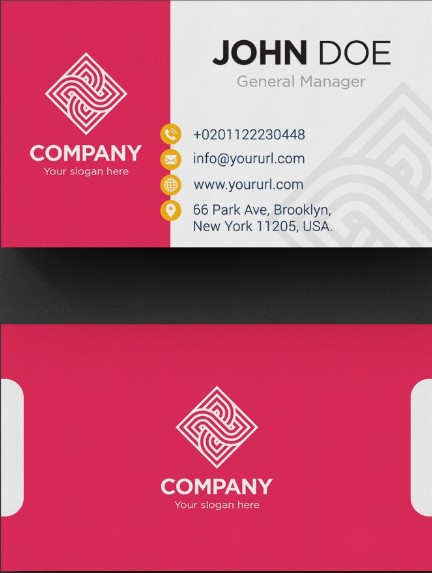 JOHN DOE
General Manager
COMPANY
Your slogan here
+0201122230448
info@yoururl.com
www.yoururl.com
66 Park Ave, Brooklyn,
New York 11205, USA.
COMPANY
Your slogan here